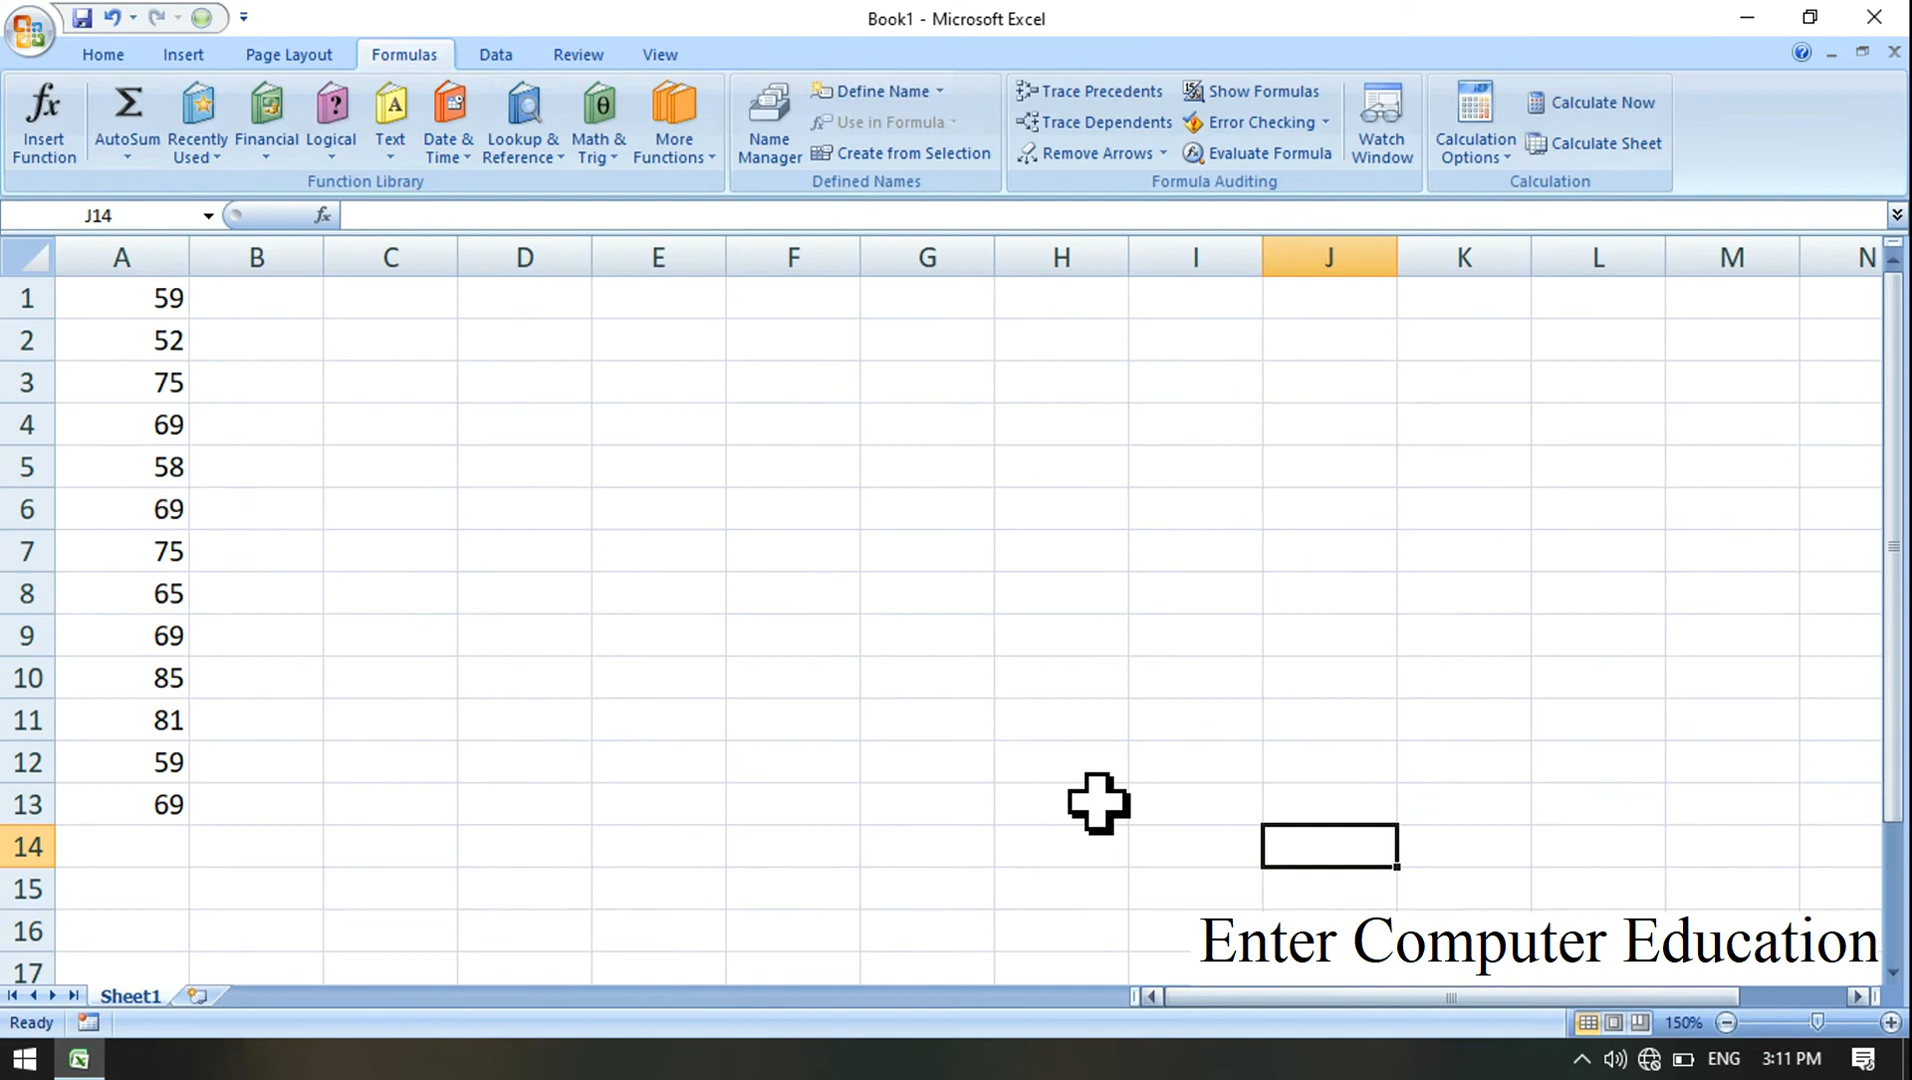 Book1 - Microsoft Excel
Home Insert Page Layout Formulas Data Review View
Insert Function
AutoSum
Recently Used
Financial
Logical
Text
Date & Time
Lookup & Reference
Math & Trig
More Functions
Function Library
Name Manager
Define Name
Use in Formula
Create from Selection
Defined Names
Trace Precedents
Trace Dependents
Remove Arrows
Show Formulas
Error Checking
Evaluate Formula
Formula Auditing
Watch Window
Calculation Options
Calculate Now
Calculate Sheet
Calculation
J14 fx
A B C D E F G H I J K L M N
1 59
2 52
3 75
4 69
5 58
6 69
7 75
8 65
9 69
10 85
11 81
12 59
13 69
14
15
16
17
Enter Computer Education
Sheet1
Ready 150%
ENG 3:11 PM